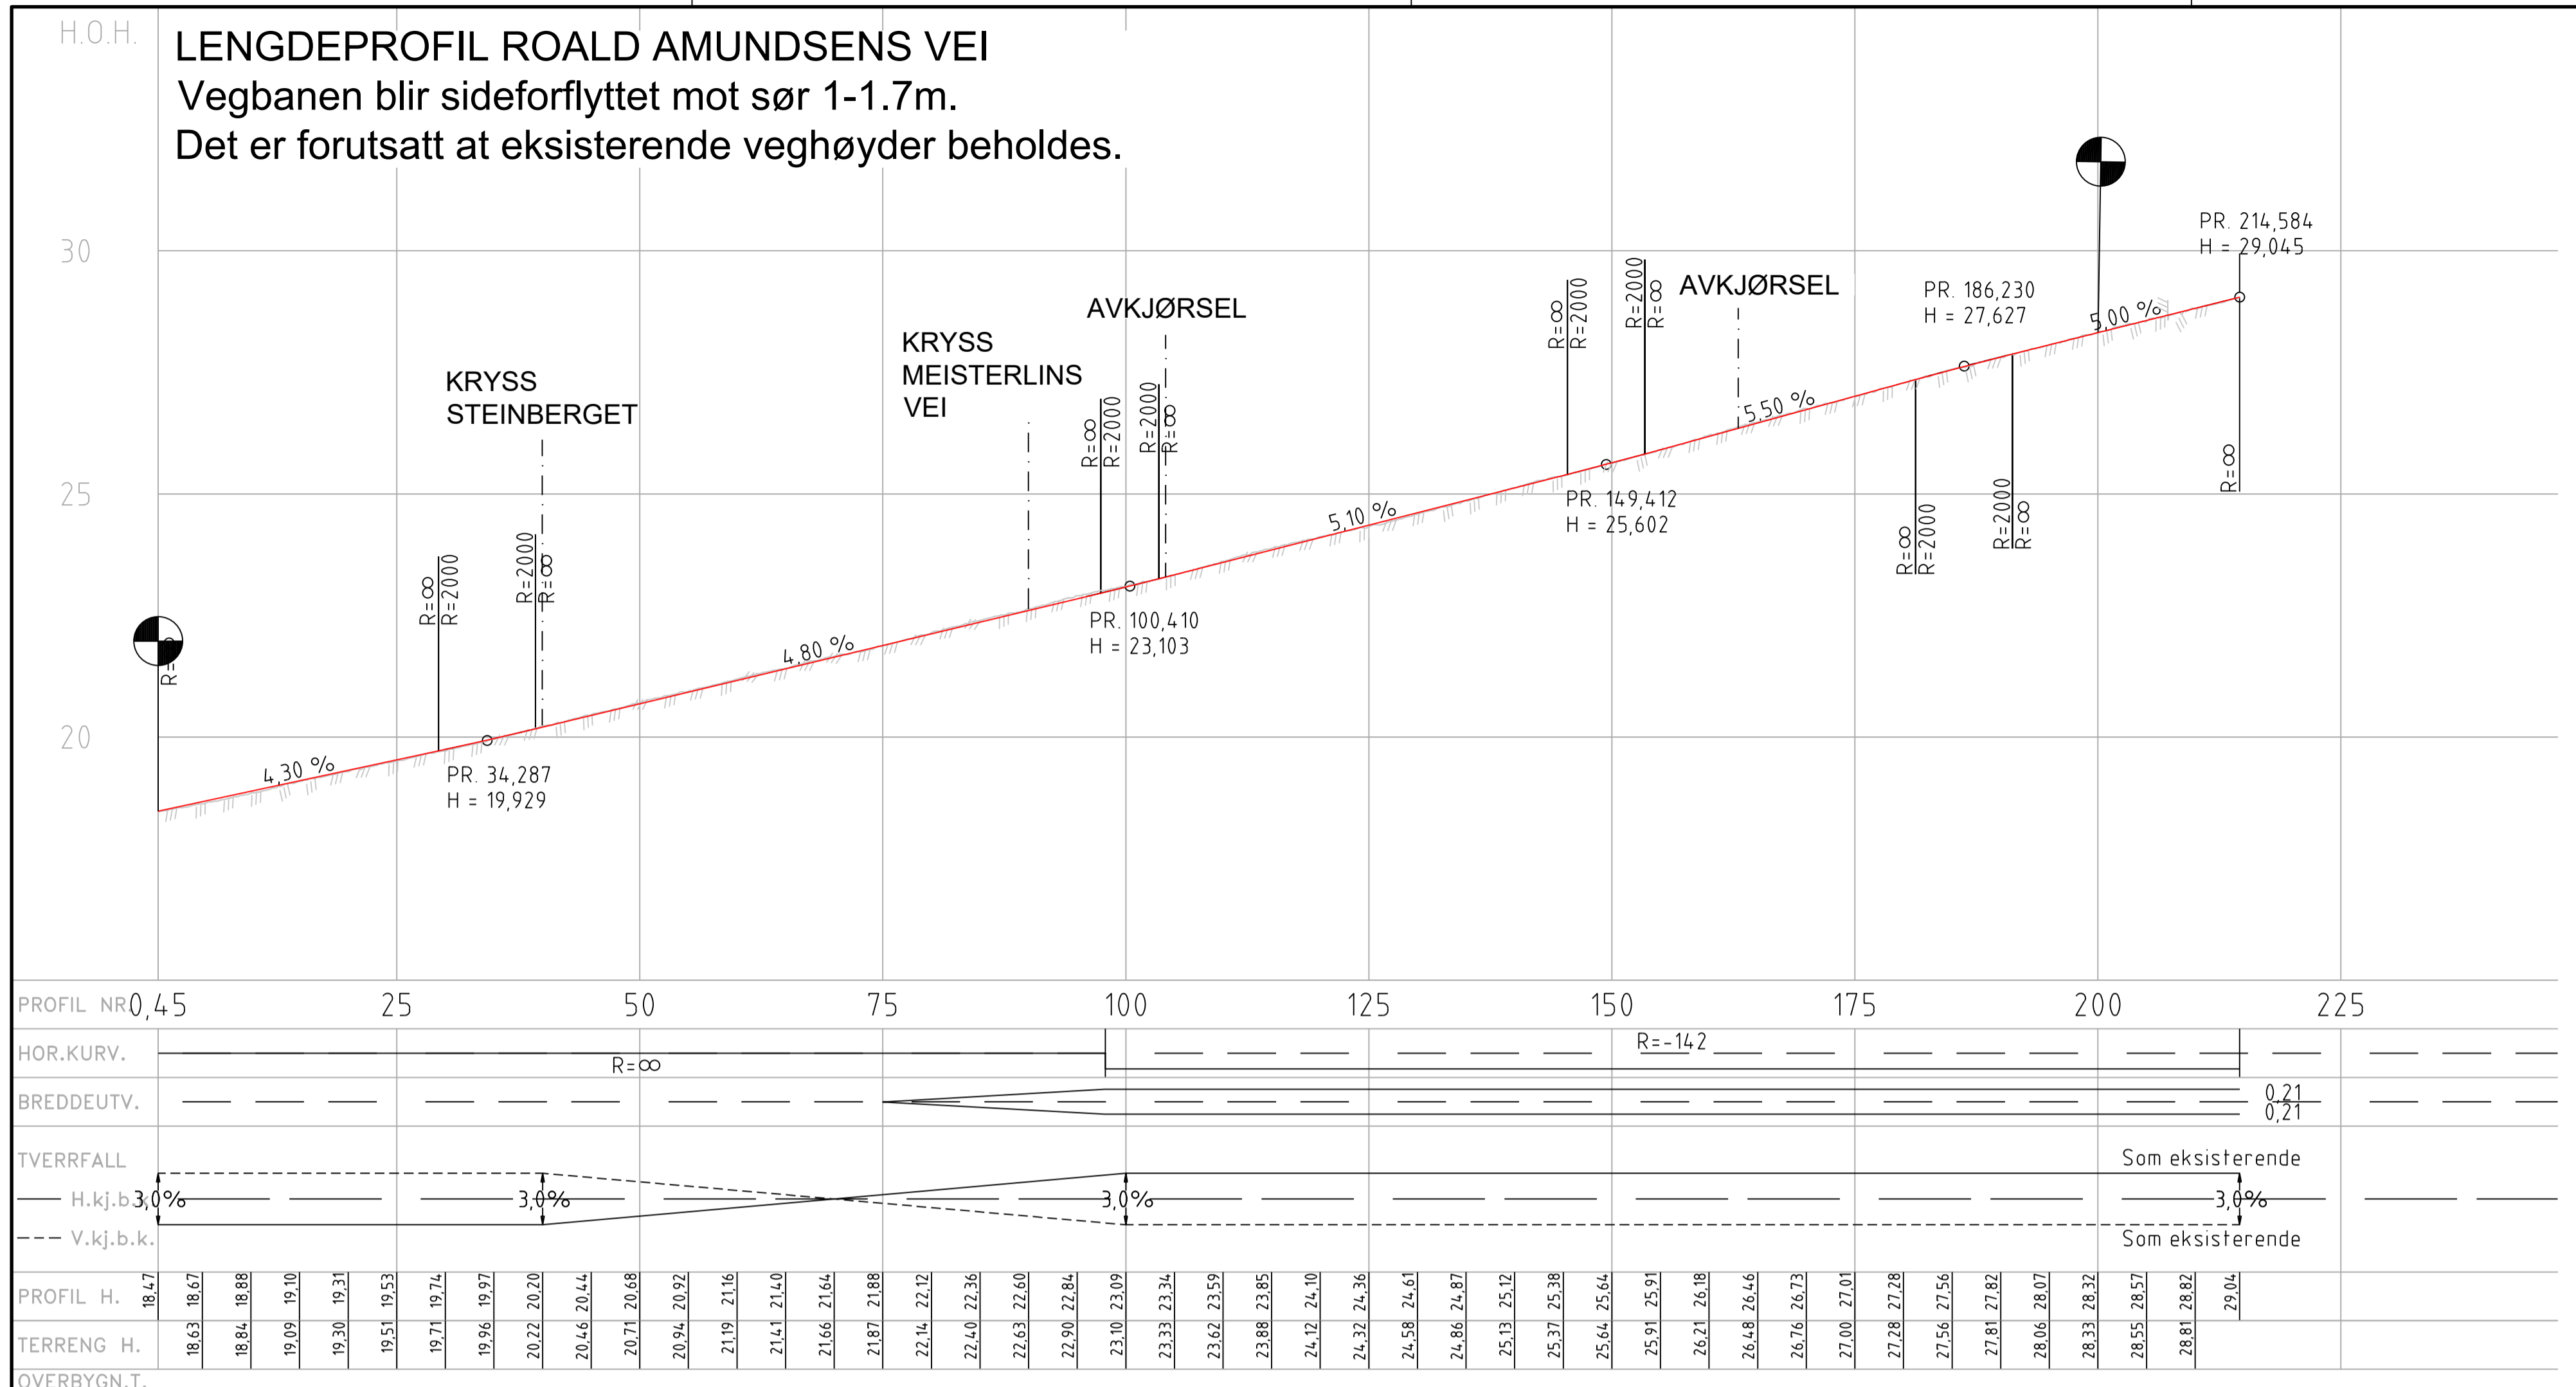 H.O.H.
LENGDEPROFIL ROALD AMUNDSENS VEI
Vegbanen blir sideforflyttet mot sør 1-1.7m.
Det er forutsatt at eksisterende veghøyder beholdes.
30
25
20
R=∞
4,30 %
R=∞
R=2000
PR. 34,287
H = 19,929
R=2000
R=∞
KRYSS
STEINBERGET
4,80 %
KRYSS
MEISTERLINS
VEI
R=∞
R=2000
PR. 100,410
H = 23,103
R=2000
R=∞
AVKJØRSEL
5,10 %
R=∞
R=2000
PR. 149,412
H = 25,602
R=2000
R=∞
AVKJØRSEL
5,50 %
R=∞
R=2000
PR. 186,230
H = 27,627
R=2000
R=∞
5,00 %
PR. 214,584
H = 29,045
R=∞
PROFIL NR. 0,45 25 50 75 100 125 150 175 200 225
HOR.KURV. R=∞ R=-142
BREDDEUTV. 0,21
0,21
TVERRFALL Som eksisterende
H.kj.b.k. 3,0% 3,0% 3,0% 3,0%
V.kj.b.k. Som eksisterende
PROFIL H. 18,47 18,67 18,88 19,10 19,31 19,53 19,74 19,97 20,20 20,44 20,68 20,92 21,16 21,40 21,64 21,88 22,12 22,36 22,60 22,84 23,09 23,34 23,59 23,85 24,10 24,36 24,61 24,87 25,12 25,38 25,64 25,91 26,18 26,46 26,73 27,01 27,28 27,56 27,82 28,07 28,32 28,57 28,82 29,04
TERRENG H. 18,63 18,84 19,09 19,30 19,51 19,71 19,96 20,22 20,46 20,71 20,94 21,19 21,41 21,66 21,87 22,14 22,40 22,63 22,90 23,10 23,33 23,62 23,88 24,12 24,32 24,58 24,86 25,13 25,37 25,64 25,91 26,21 26,48 26,76 27,00 27,28 27,56 27,81 28,06 28,33 28,55 28,81
OVERBYGN.T.